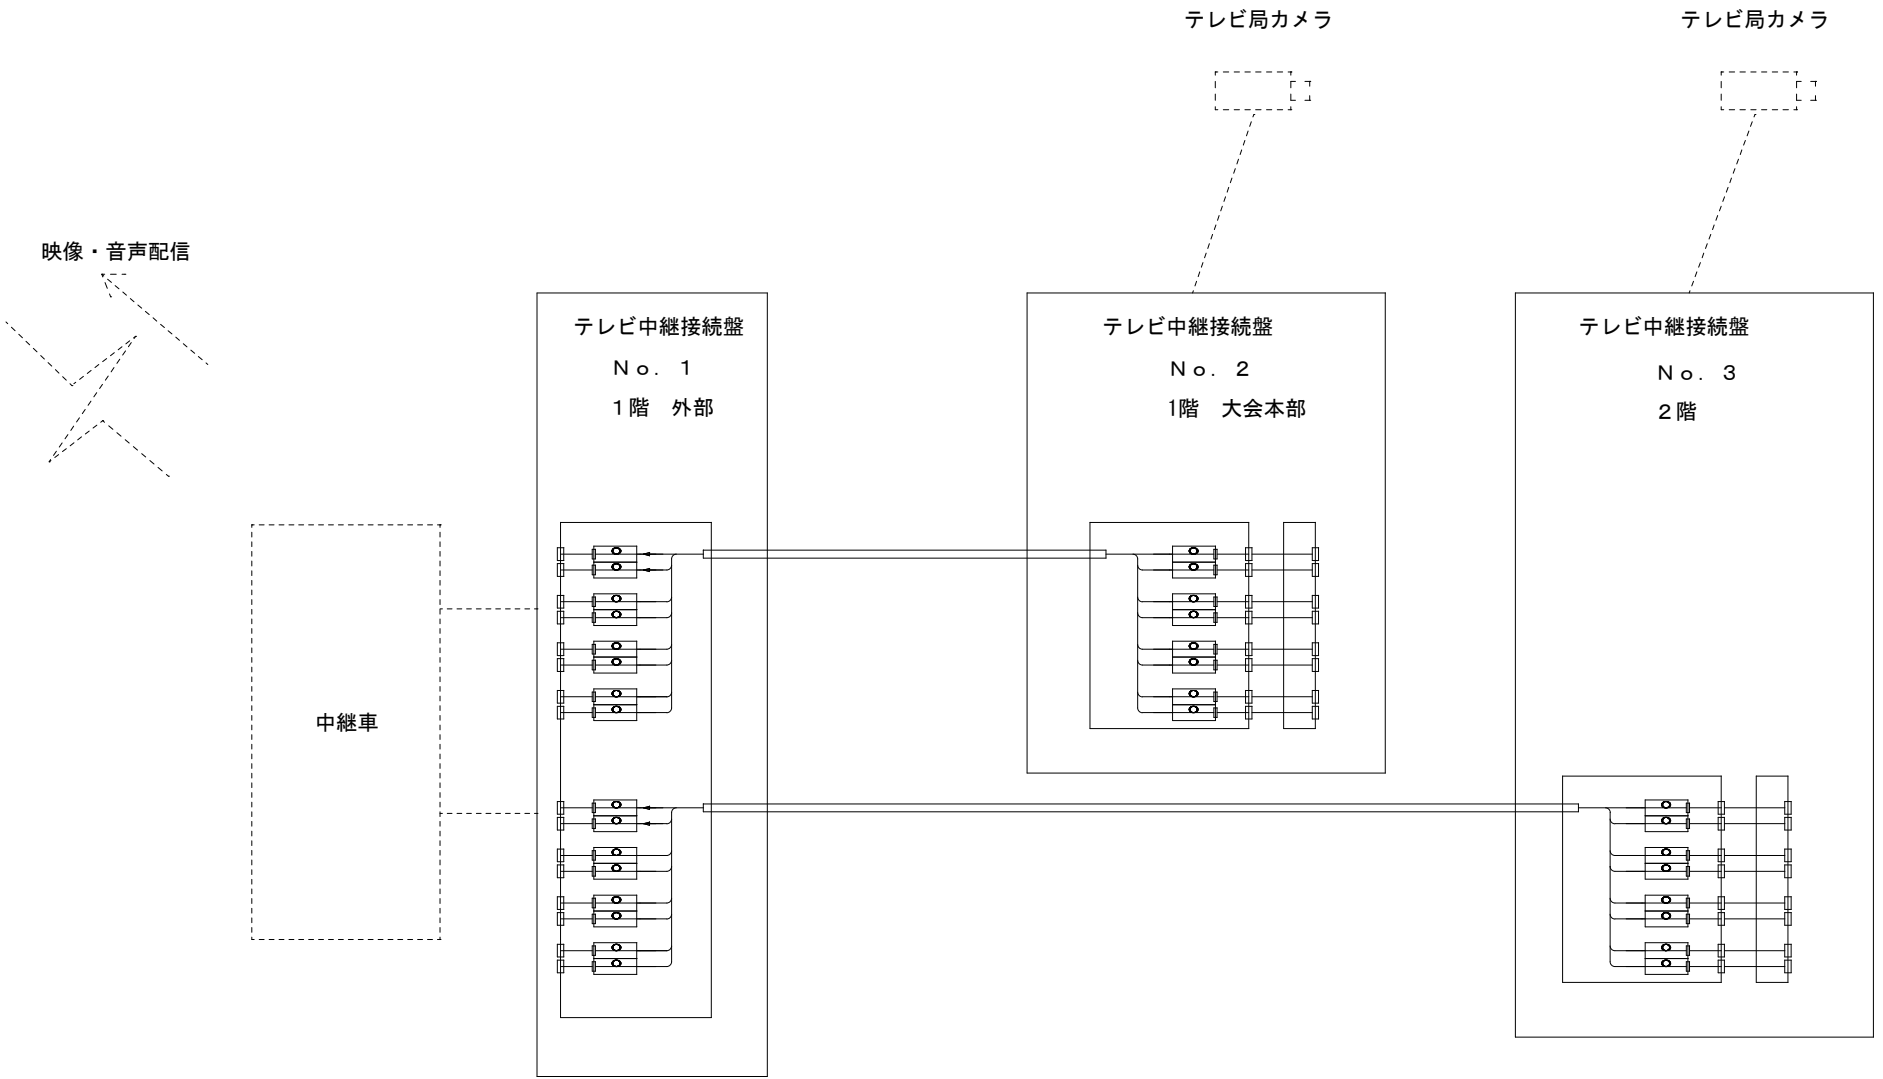 テレビ局カメラ
テレビ局カメラ
映像・音声配信
テレビ中継接続盤
Ｎｏ．１
１階　外部
テレビ中継接続盤
Ｎｏ．２
1階　大会本部
テレビ中継接続盤
Ｎｏ．３
２階
中継車